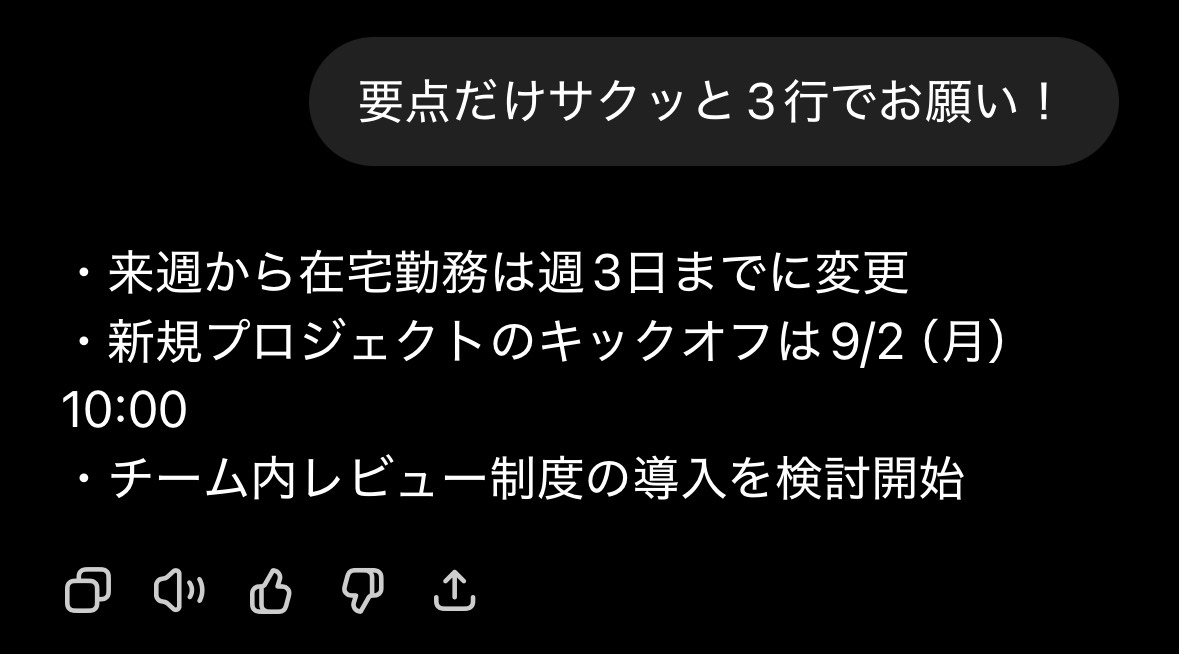 要点だけサクッと3行でお願い！
・来週から在宅勤務は週3日までに変更
・新規プロジェクトのキックオフは9/2（月）
10:00
・チーム内レビュー制度の導入を検討開始